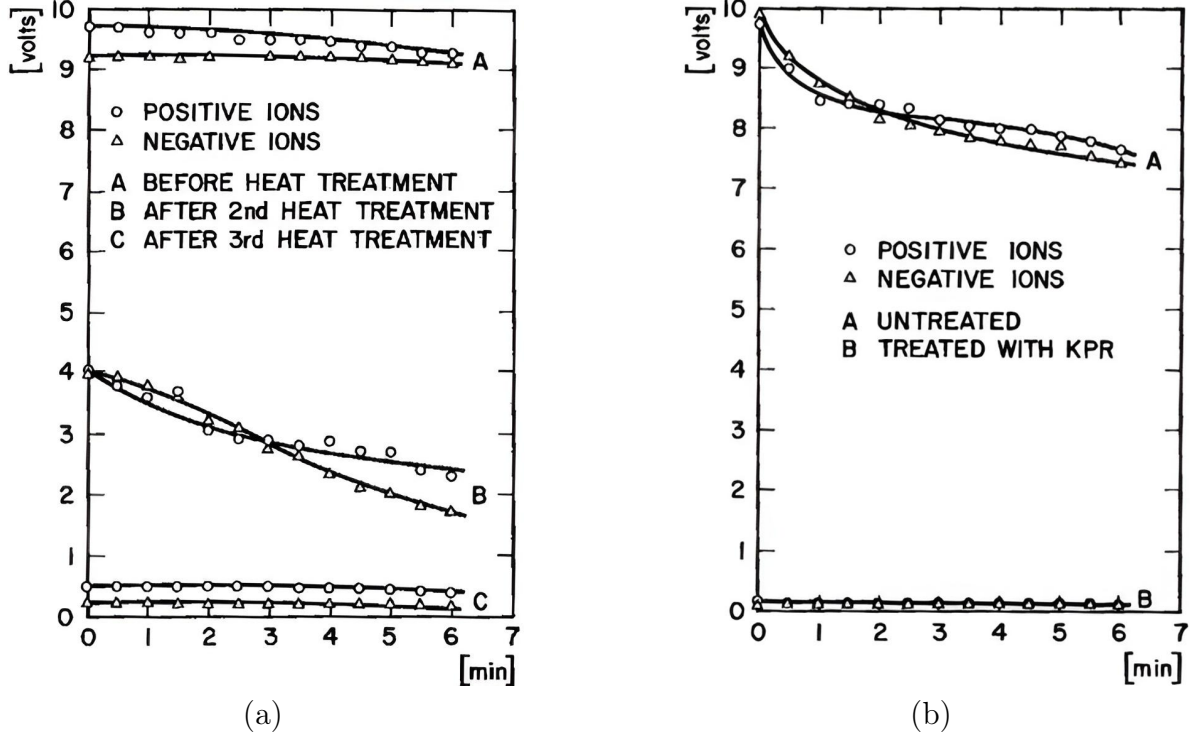 [volts]
10
9
8
7
6
5
4
3
2
1
0
A
○ POSITIVE IONS
△ NEGATIVE IONS
A BEFORE HEAT TREATMENT
B AFTER 2nd HEAT TREATMENT
C AFTER 3rd HEAT TREATMENT
B
C
0 1 2 3 4 5 6 7
[min]
(a)
[volts]
10
9
8
7
6
5
4
3
2
1
0
A
○ POSITIVE IONS
△ NEGATIVE IONS
A UNTREATED
B TREATED WITH KPR
B
0 1 2 3 4 5 6 7
[min]
(b)